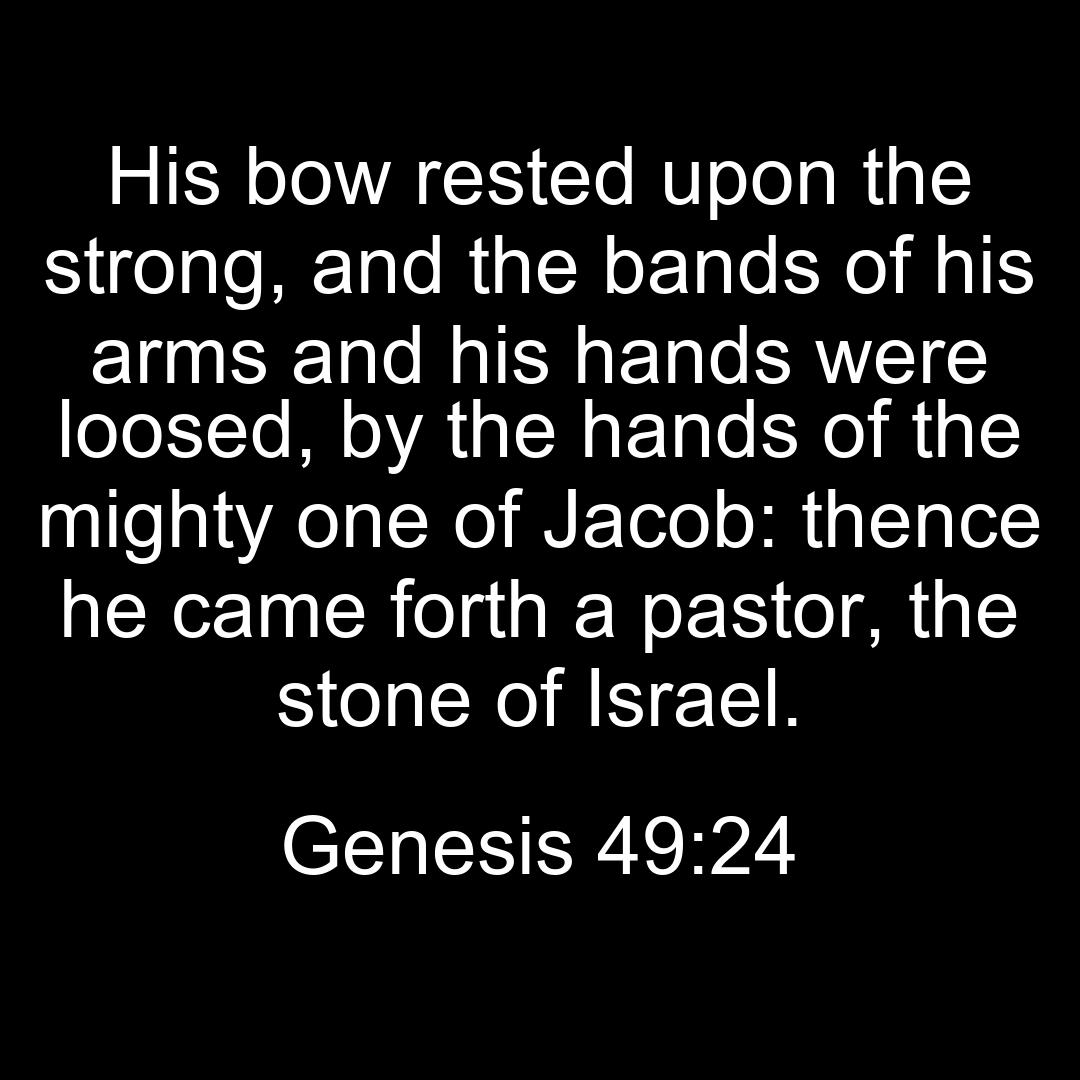 His bow rested upon the
strong, and the bands of his
arms and his hands were
loosed, by the hands of the
mighty one of Jacob: thence
he came forth a pastor, the
stone of Israel.
Genesis 49:24